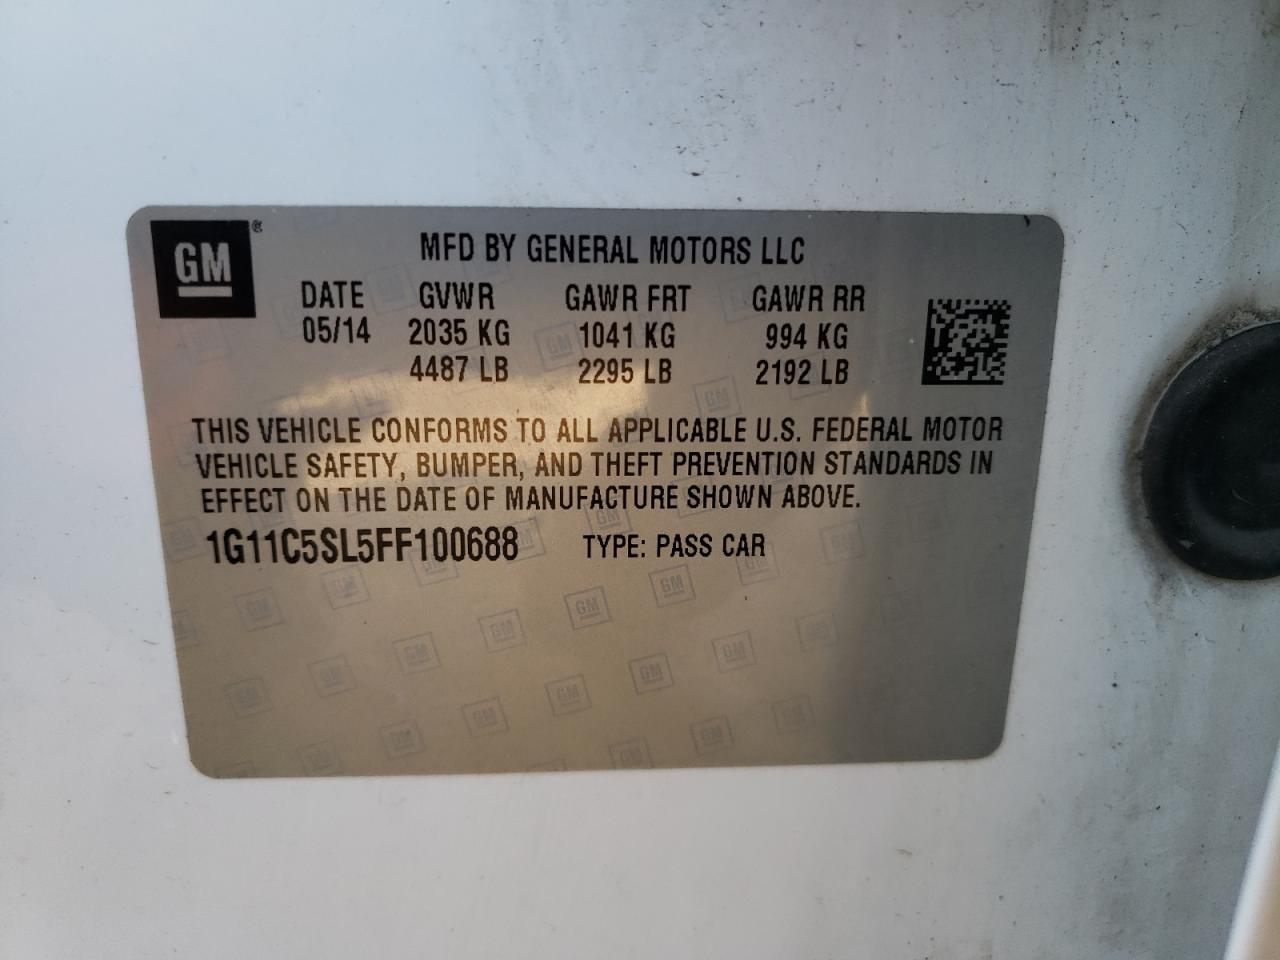 GM
MFD BY GENERAL MOTORS LLC
DATE GVWR GAWR FRT GAWR RR
05/14 2035 KG 1041 KG 994 KG
4487 LB 2295 LB 2192 LB
THIS VEHICLE CONFORMS TO ALL APPLICABLE U.S. FEDERAL MOTOR
VEHICLE SAFETY, BUMPER, AND THEFT PREVENTION STANDARDS IN
EFFECT ON THE DATE OF MANUFACTURE SHOWN ABOVE.
1G11C5SL5FF100688 TYPE: PASS CAR